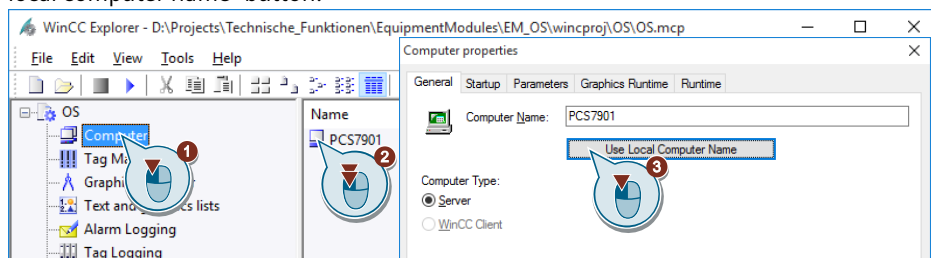 local computer name" button.
WinCC Explorer - D:\Projects\Technische_Funktionen\EquipmentModules\EM_OS\wincproj\OS\OS.mcp
File Edit View Tools Help
OS
Computer
Tag Ma
Graphi
Text and cs lists
Alarm Logging
Tag Logging
Name
PCS7901
1
2
Computer properties
General Startup Parameters Graphics Runtime Runtime
Computer Name: PCS7901
Use Local Computer Name
3
Computer Type:
Server
WinCC Client